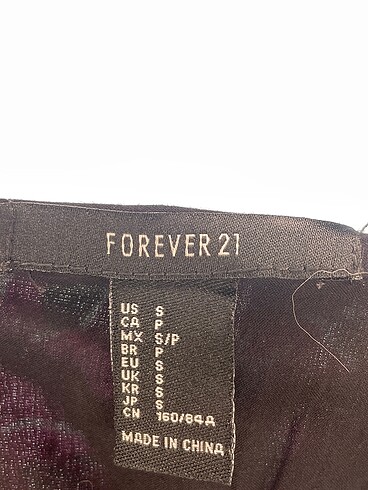 FOREVER 21
US S
CA P
MX S/P
BR P
EU S
UK S
KR S
JP S
CN 160/84A
MADE IN CHINA